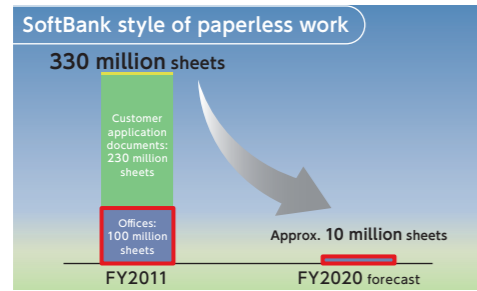 SoftBank style of paperless work
330 million sheets
Customer
application
documents:
230 million
sheets
Offices:
100 million
sheets
Approx. 10 million sheets
FY2011
FY2020 forecast